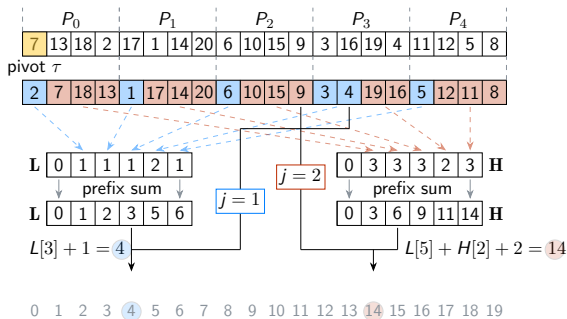 P₀ P₁ P₂ P₃ P₄
7 13 18 2 17 1 14 20 6 10 15 9 3 16 19 4 11 12 5 8
pivot τ
2 7 18 13 1 17 14 20 6 10 15 9 3 4 19 16 5 12 11 8
L 0 1 1 1 2 1 0 3 3 3 2 3 H
prefix sum j = 2 prefix sum
L 0 1 2 3 5 6 j = 1 0 3 6 9 11 14 H
L[3] + 1 = 4 L[5] + H[2] + 2 = 14
0 1 2 3 4 5 6 7 8 9 10 11 12 13 14 15 16 17 18 19